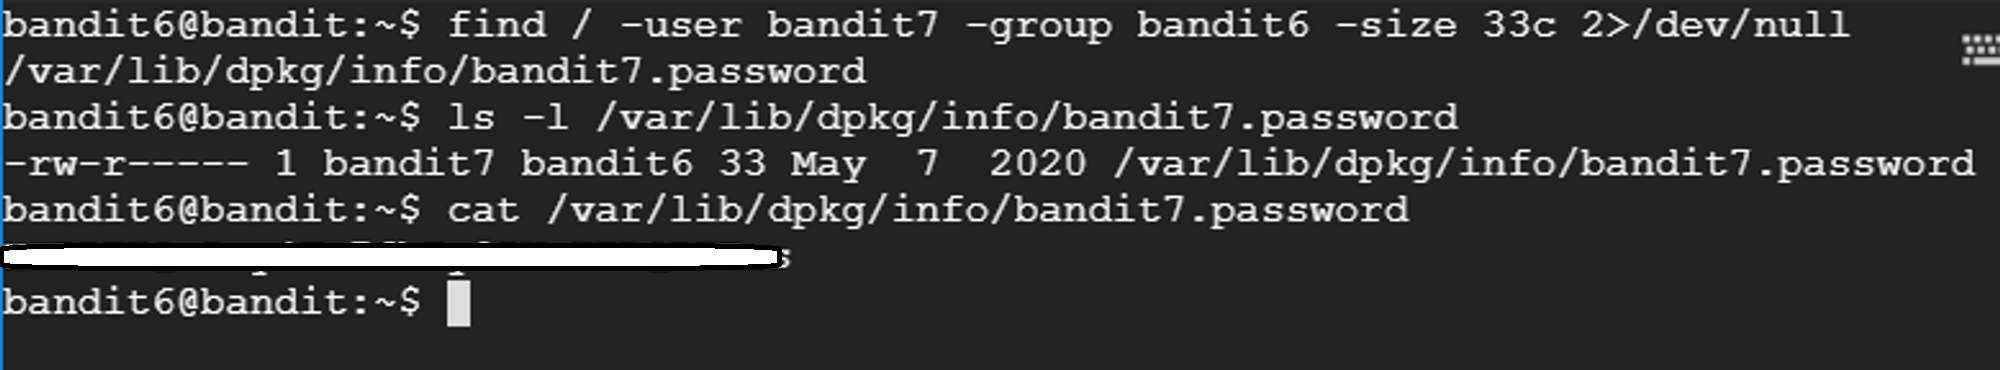 bandit6@bandit:~$ find / -user bandit7 -group bandit6 -size 33c 2>/dev/null
/var/lib/dpkg/info/bandit7.password
bandit6@bandit:~$ ls -l /var/lib/dpkg/info/bandit7.password
-rw-r----- 1 bandit7 bandit6 33 May  7  2020 /var/lib/dpkg/info/bandit7.password
bandit6@bandit:~$ cat /var/lib/dpkg/info/bandit7.password
bandit6@bandit:~$